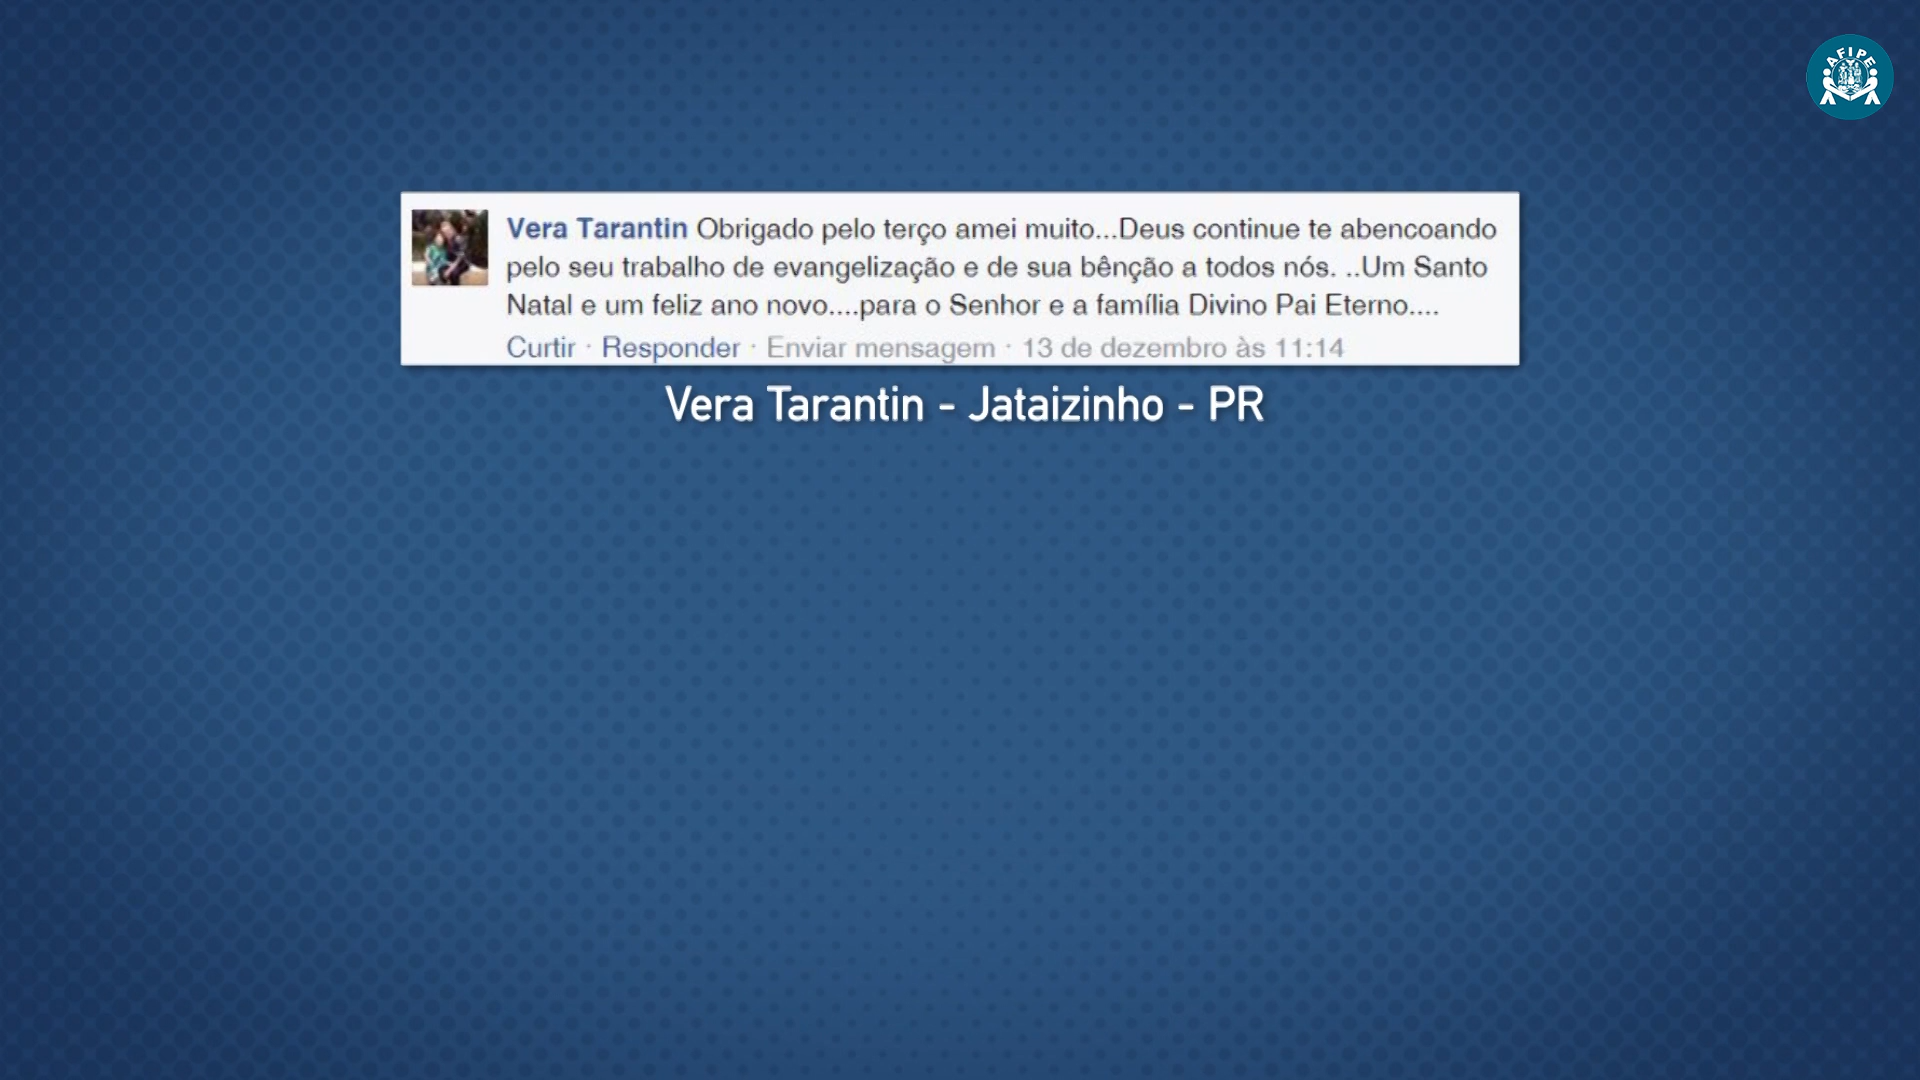 AFIPE
Vera Tarantin Obrigado pelo terço amei muito...Deus continue te abencoando
pelo seu trabalho de evangelização e de sua bênção a todos nós. ..Um Santo
Natal e um feliz ano novo....para o Senhor e a família Divino Pai Eterno....
Curtir · Responder · Enviar mensagem · 13 de dezembro às 11:14
Vera Tarantin - Jataizinho - PR